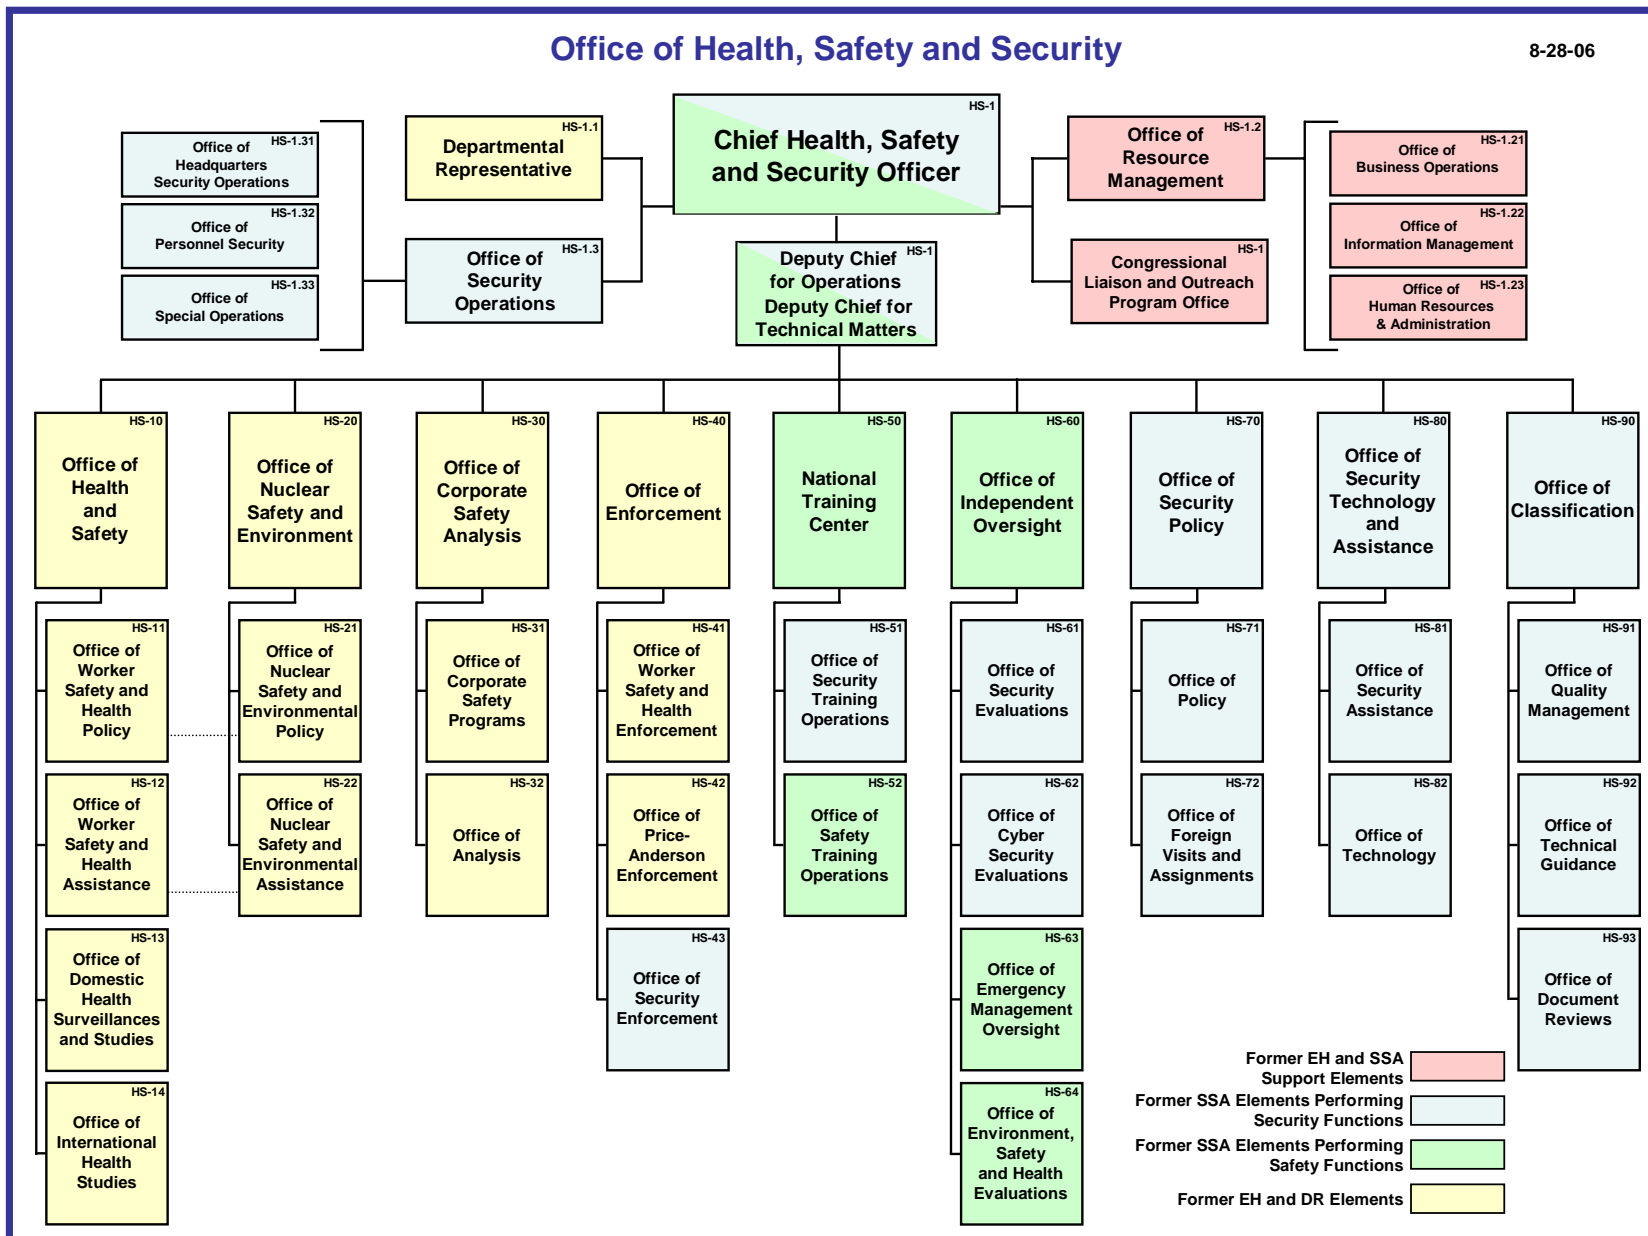 Office of Health, Safety and Security
8-28-06
HS-1.31
Office of
Headquarters
Security Operations
HS-1.32
Office of
Personnel Security
HS-1.33
Office of
Special Operations
HS-1.1
Departmental
Representative
HS-1.3
Office of
Security
Operations
HS-1
Chief Health, Safety
and Security Officer
HS-1
Deputy Chief
for Operations
Deputy Chief for
Technical Matters
HS-1.2
Office of
Resource
Management
HS-1
Congressional
Liaison and Outreach
Program Office
HS-1.21
Office of
Business Operations
HS-1.22
Office of
Information Management
HS-1.23
Office of
Human Resources
& Administration
HS-10
Office of
Health
and
Safety
HS-20
Office of
Nuclear
Safety and
Environment
HS-30
Office of
Corporate
Safety
Analysis
HS-40
Office of
Enforcement
HS-50
National
Training
Center
HS-60
Office of
Independent
Oversight
HS-70
Office of
Security
Policy
HS-80
Office of
Security
Technology
and
Assistance
HS-90
Office of
Classification
HS-11
Office of
Worker
Safety and
Health
Policy
HS-21
Office of
Nuclear
Safety and
Environmental
Policy
HS-31
Office of
Corporate
Safety
Programs
HS-41
Office of
Worker
Safety and
Health
Enforcement
HS-51
Office of
Security
Training
Operations
HS-61
Office of
Security
Evaluations
HS-71
Office of
Policy
HS-81
Office of
Security
Assistance
HS-91
Office of
Quality
Management
HS-12
Office of
Worker
Safety and
Health
Assistance
HS-22
Office of
Nuclear
Safety and
Environmental
Assistance
HS-32
Office of
Analysis
HS-42
Office of
Price-
Anderson
Enforcement
HS-52
Office of
Safety
Training
Operations
HS-62
Office of
Cyber
Security
Evaluations
HS-72
Office of
Foreign
Visits and
Assignments
HS-82
Office of
Technology
HS-92
Office of
Technical
Guidance
HS-13
Office of
Domestic
Health
Surveillances
and Studies
HS-43
Office of
Security
Enforcement
HS-63
Office of
Emergency
Management
Oversight
HS-93
Office of
Document
Reviews
HS-14
Office of
International
Health
Studies
HS-64
Office of
Environment,
Safety
and Health
Evaluations
Former EH and SSA
Support Elements
Former SSA Elements Performing
Security Functions
Former SSA Elements Performing
Safety Functions
Former EH and DR Elements